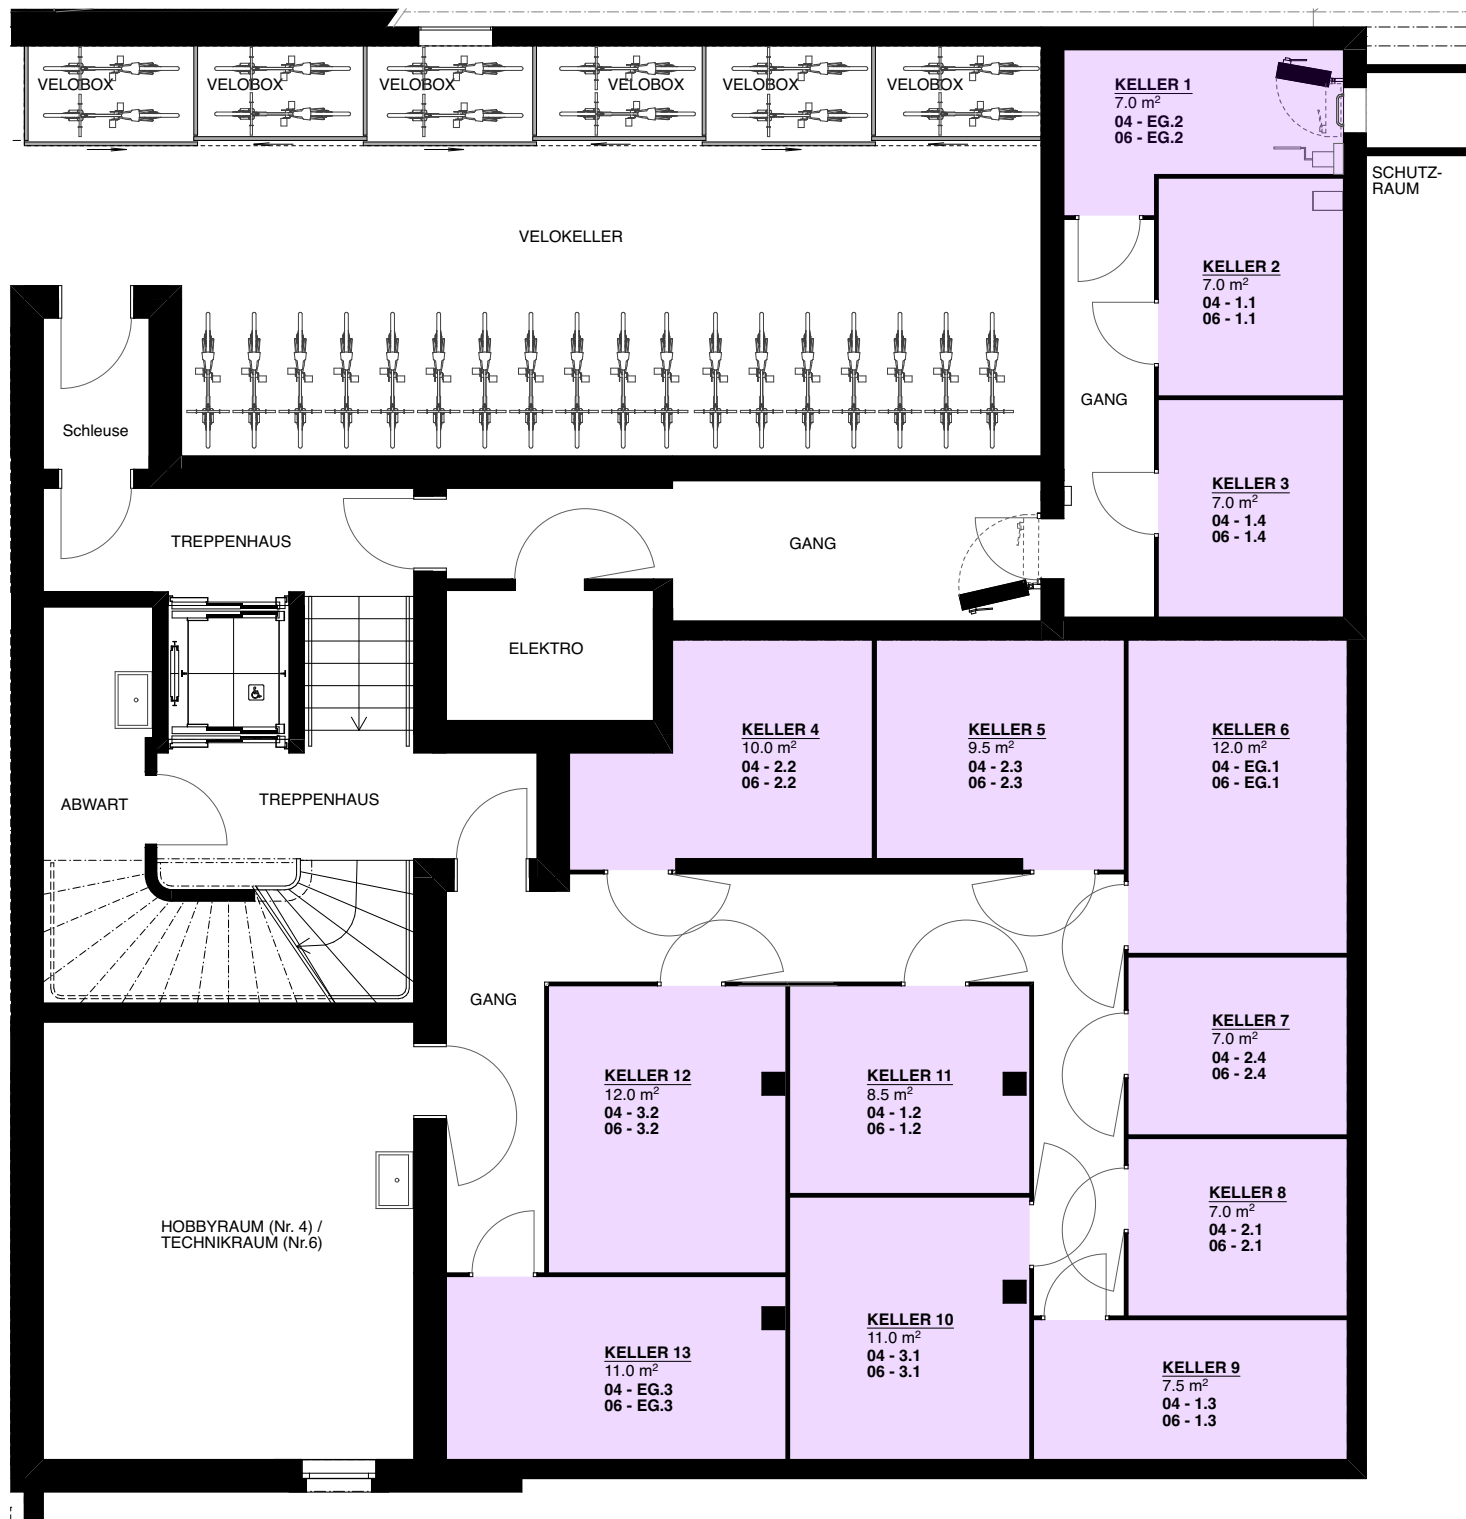 VELOBOX
VELOBOX
VELOBOX
VELOBOX
VELOBOX
VELOBOX
KELLER 1
7.0 m²
04 - EG.2
06 - EG.2
SCHUTZ-
RAUM
VELOKELLER
KELLER 2
7.0 m²
04 - 1.1
06 - 1.1
GANG
Schleuse
KELLER 3
7.0 m²
04 - 1.4
06 - 1.4
TREPPENHAUS
GANG
ELEKTRO
KELLER 4
10.0 m²
04 - 2.2
06 - 2.2
KELLER 5
9.5 m²
04 - 2.3
06 - 2.3
KELLER 6
12.0 m²
04 - EG.1
06 - EG.1
ABWART
TREPPENHAUS
GANG
KELLER 7
7.0 m²
04 - 2.4
06 - 2.4
KELLER 12
12.0 m²
04 - 3.2
06 - 3.2
KELLER 11
8.5 m²
04 - 1.2
06 - 1.2
KELLER 8
7.0 m²
04 - 2.1
06 - 2.1
HOBBYRAUM (Nr. 4) /
TECHNIKRAUM (Nr.6)
KELLER 13
11.0 m²
04 - EG.3
06 - EG.3
KELLER 10
11.0 m²
04 - 3.1
06 - 3.1
KELLER 9
7.5 m²
04 - 1.3
06 - 1.3